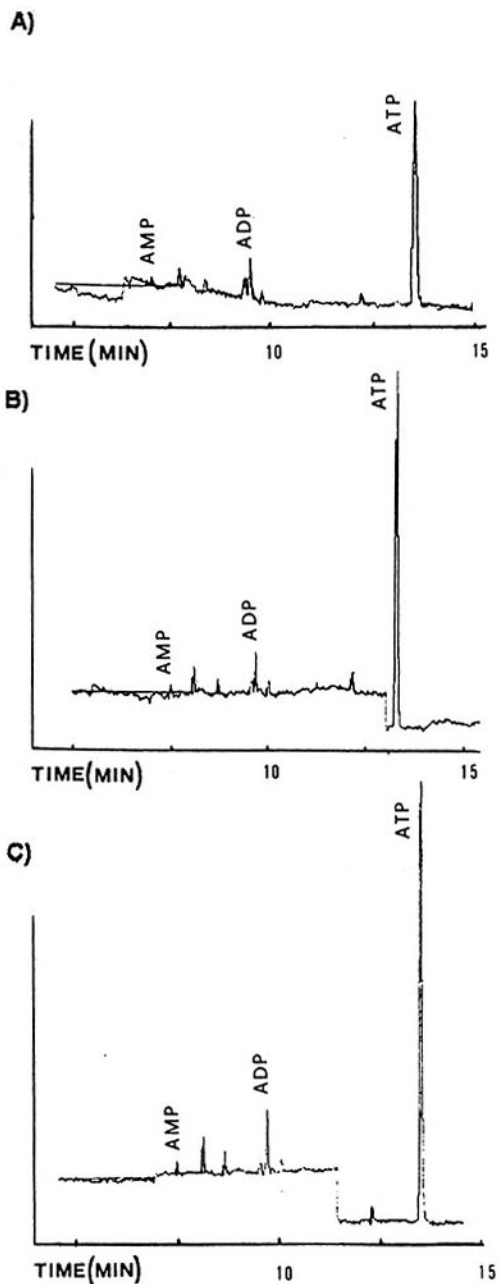 A)
AMP
ADP
ATP
TIME(MIN)
10
15
B)
AMP
ADP
ATP
TIME(MIN)
10
15
C)
AMP
ADP
ATP
TIME(MIN)
10
15